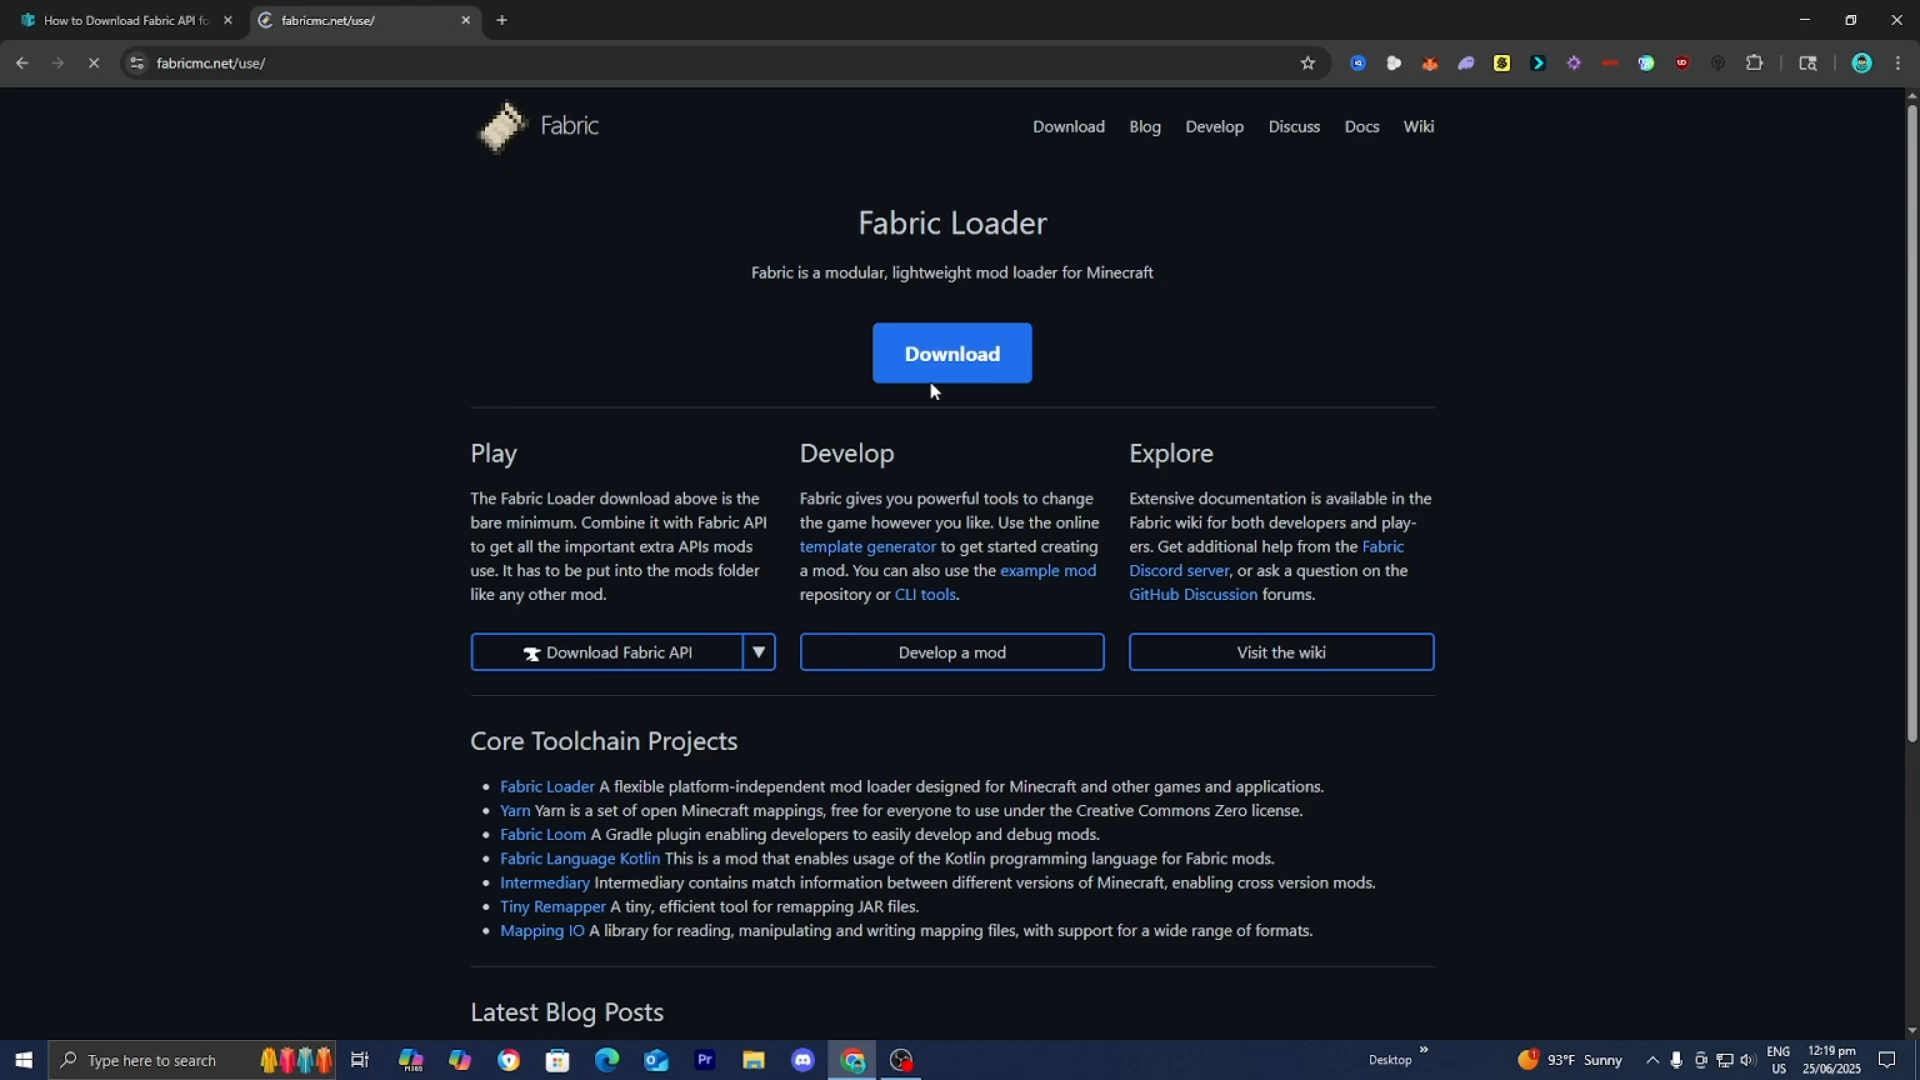 How to Download Fabric API fo
fabricmc.net/use/
fabricmc.net/use/
Fabric
Download Blog Develop Discuss Docs Wiki
Fabric Loader
Fabric is a modular, lightweight mod loader for Minecraft
Download
Play
The Fabric Loader download above is the
bare minimum. Combine it with Fabric API
to get all the important extra APIs mods
use. It has to be put into the mods folder
like any other mod.
Download Fabric API ▼
Develop
Fabric gives you powerful tools to change
the game however you like. Use the online
template generator to get started creating
a mod. You can also use the example mod
repository or CLI tools.
Develop a mod
Explore
Extensive documentation is available in the
Fabric wiki for both developers and play-
ers. Get additional help from the Fabric
Discord server, or ask a question on the
GitHub Discussion forums.
Visit the wiki
Core Toolchain Projects
• Fabric Loader A flexible platform-independent mod loader designed for Minecraft and other games and applications.
• Yarn Yarn is a set of open Minecraft mappings, free for everyone to use under the Creative Commons Zero license.
• Fabric Loom A Gradle plugin enabling developers to easily develop and debug mods.
• Fabric Language Kotlin This is a mod that enables usage of the Kotlin programming language for Fabric mods.
• Intermediary Intermediary contains match information between different versions of Minecraft, enabling cross version mods.
• Tiny Remapper A tiny, efficient tool for remapping JAR files.
• Mapping IO A library for reading, manipulating and writing mapping files, with support for a wide range of formats.
Latest Blog Posts
Type here to search
M365
Pr
Desktop
1
93°F Sunny
ENG
US
12:19 pm
25/06/2025